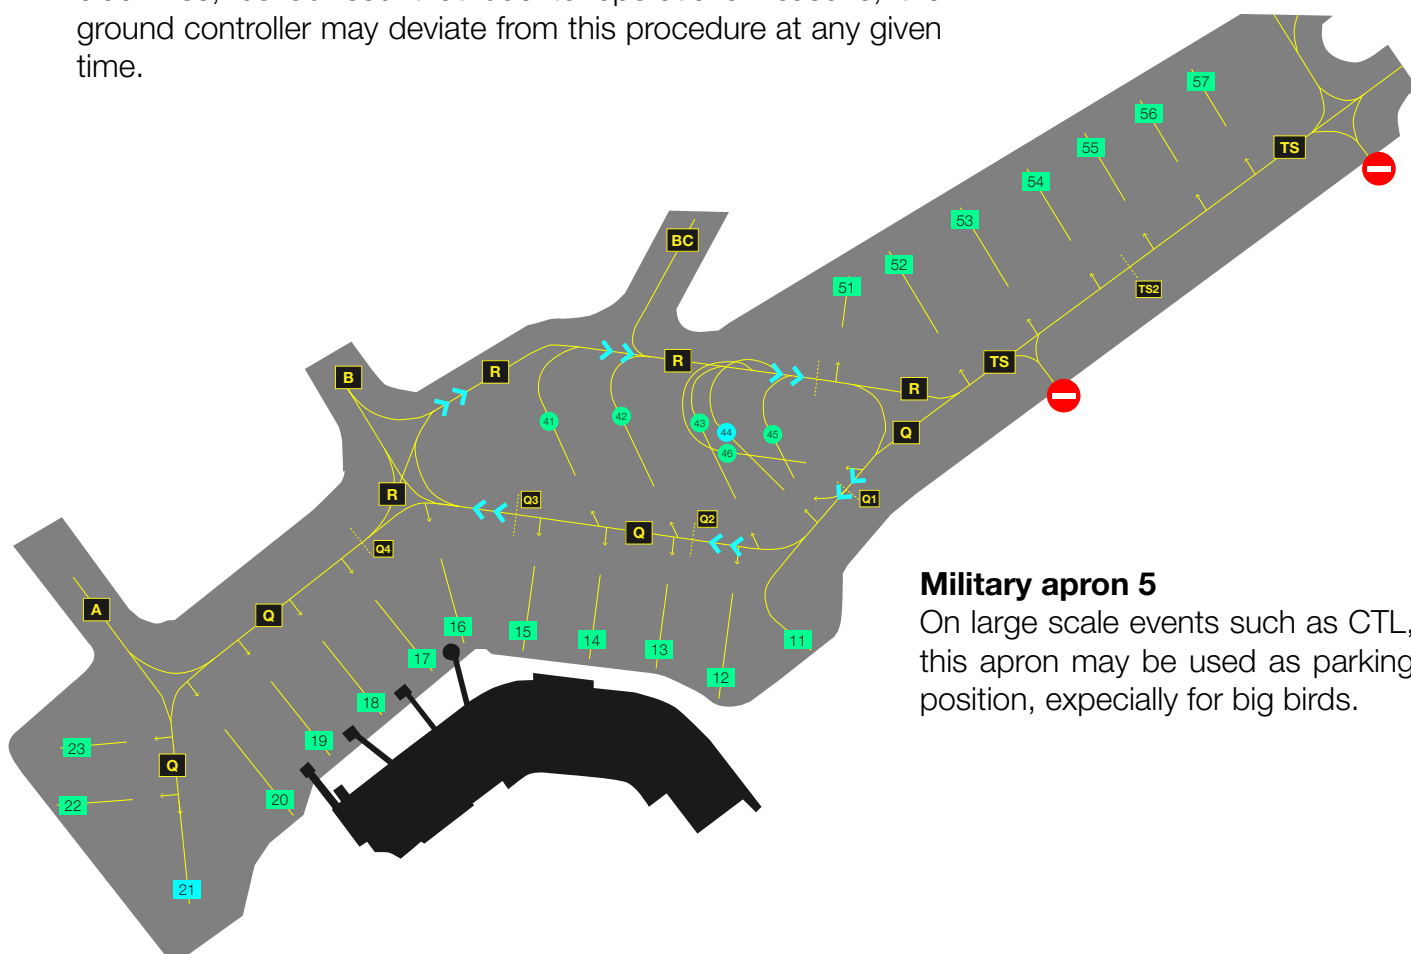 ground controller may deviate from this procedure at any given
time.
57
56
TS
55
54
53
BC
52
51
TS2
R
TS
R
B
R
41
42
43
44
45
46
Q
R
Q3
Q1
Q2
Q
Q4
Military apron 5
On large scale events such as CTL,
this apron may be used as parking
position, expecially for big birds.
A
Q
16
15
14
13
11
17
12
18
19
23
Q
22
20
21